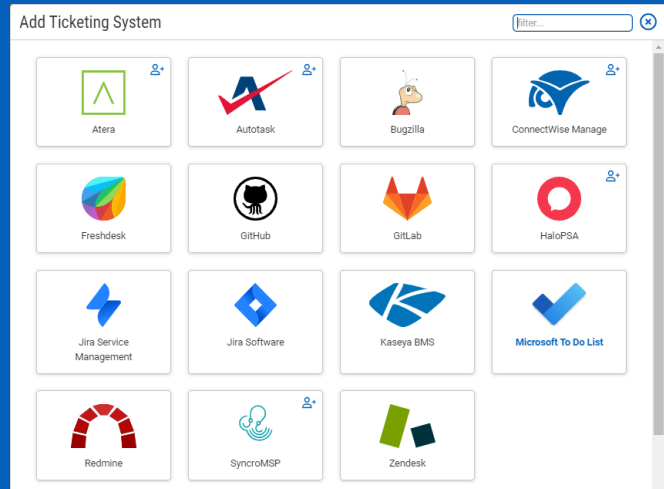 Add Ticketing System
filter...
Atera
Autotask
Bugzilla
ConnectWise Manage
Freshdesk
GitHub
GitLab
HaloPSA
Jira Service
Management
Jira Software
Kaseya BMS
Microsoft To Do List
Redmine
SyncroMSP
Zendesk